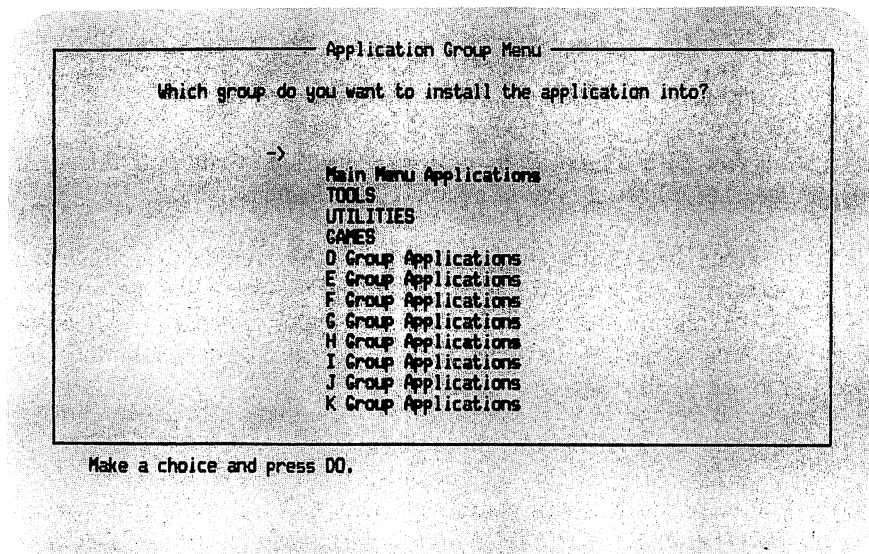 Application Group Menu
Which group do you want to install the application into?
->
Main Menu Applications
TOOLS
UTILITIES
GAMES
D Group Applications
E Group Applications
F Group Applications
G Group Applications
H Group Applications
I Group Applications
J Group Applications
K Group Applications
Make a choice and press DO.